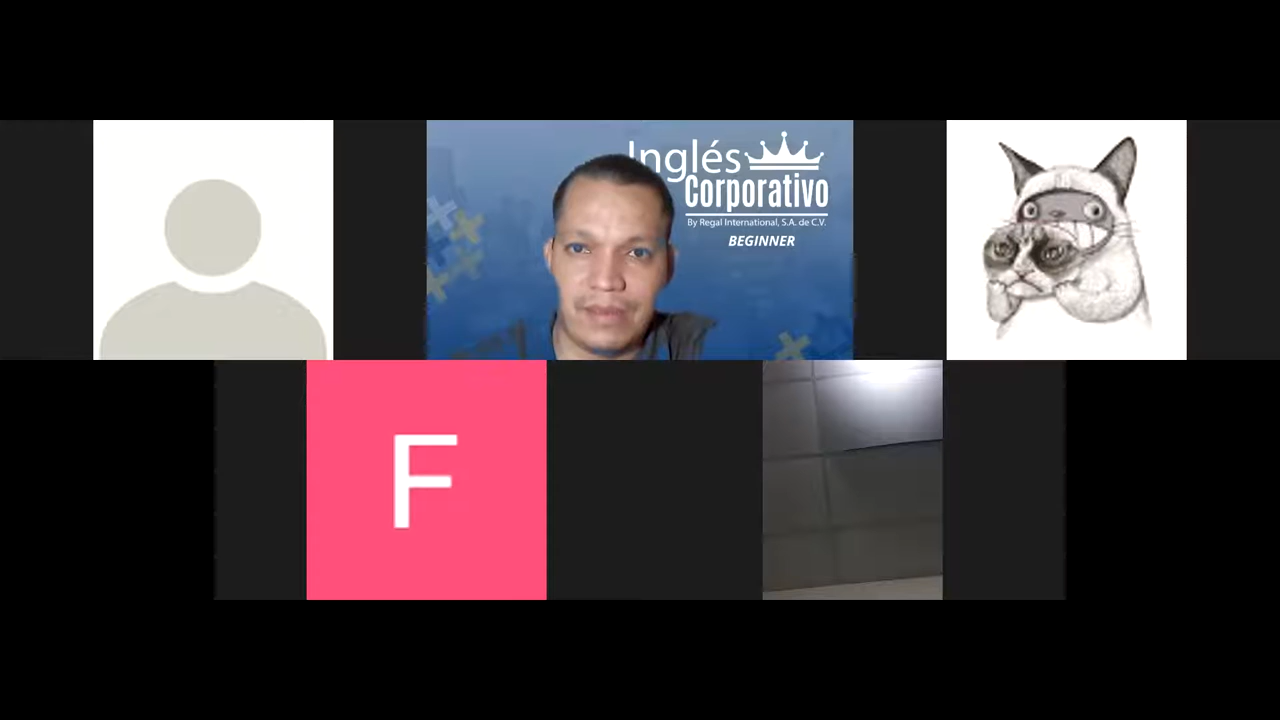 Inglés
Corporativo
By Regal International, S.A. de C.V.
BEGINNER
F